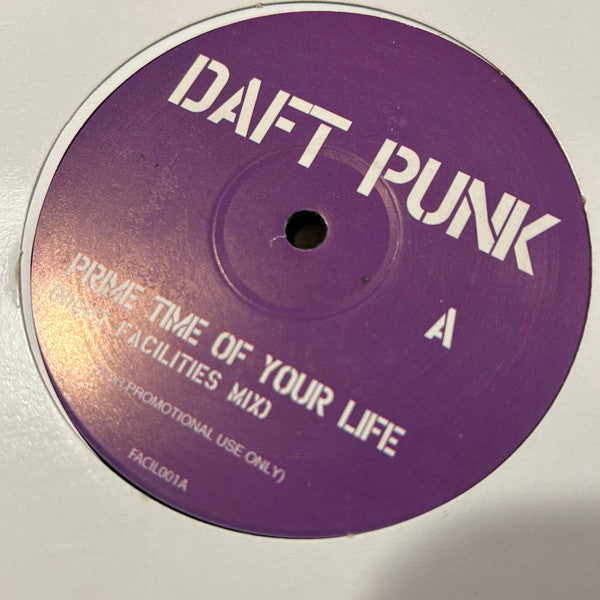 DAFT PUNK
A
PRIME TIME OF YOUR LIFE
FACILITIES MIX)
PROMOTIONAL USE ONLY)
FACIL001A